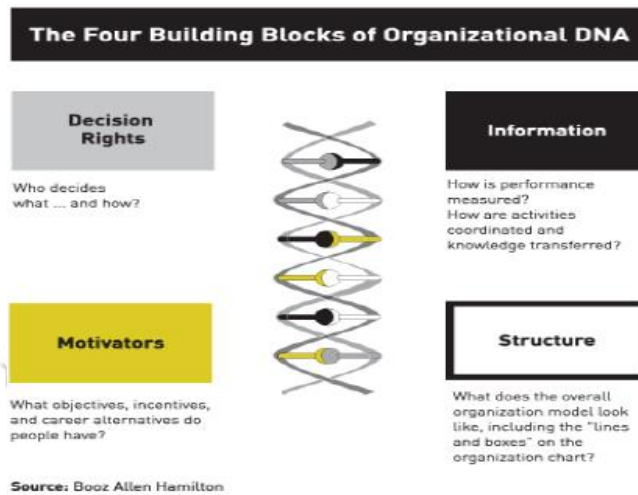 The Four Building Blocks of Organizational DNA
Decision
Rights
Who decides
what ... and how?
Information
How is performance
measured?
How are activities
coordinated and
knowledge transferred?
Motivators
What objectives, incentives,
and career alternatives do
people have?
Structure
What does the overall
organization model look
like, including the "lines
and boxes" on the
organization chart?
Source: Booz Allen Hamilton